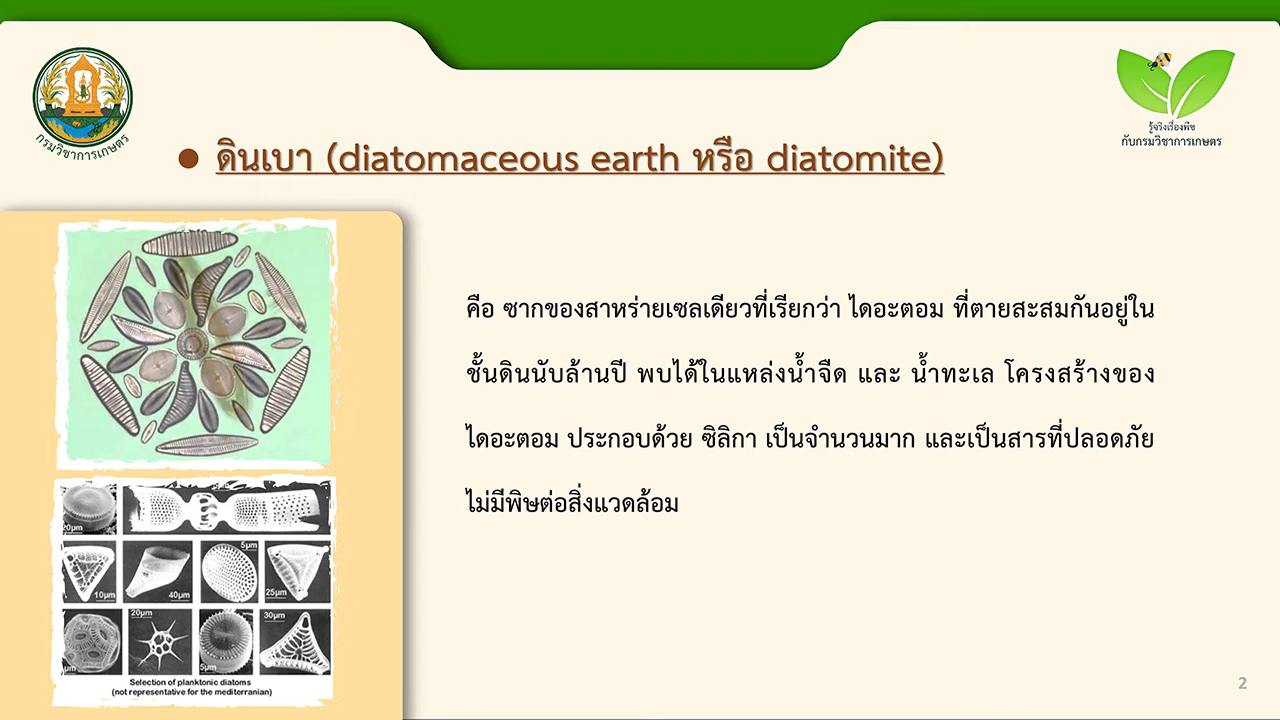 กรมวิชาการเกษตร
รู้จริงเรื่องพืช
กับกรมวิชาการเกษตร
● ดินเบา (diatomaceous earth หรือ diatomite)
คือ ซากของสาหร่ายเซลเดียวที่เรียกว่า ไดอะตอม ที่ตายสะสมกันอยู่ใน
ชั้นดินนับล้านปี พบได้ในแหล่งน้ำจืด และ น้ำทะเล โครงสร้างของ
ไดอะตอม ประกอบด้วย ซิลิกา เป็นจำนวนมาก และเป็นสารที่ปลอดภัย
ไม่มีพิษต่อสิ่งแวดล้อม
20µm
10µm
40µm
5µm
25µm
µm
20µm
5µm
30µm
Selection of planktonic diatoms
(not representative for the mediterranian)
2